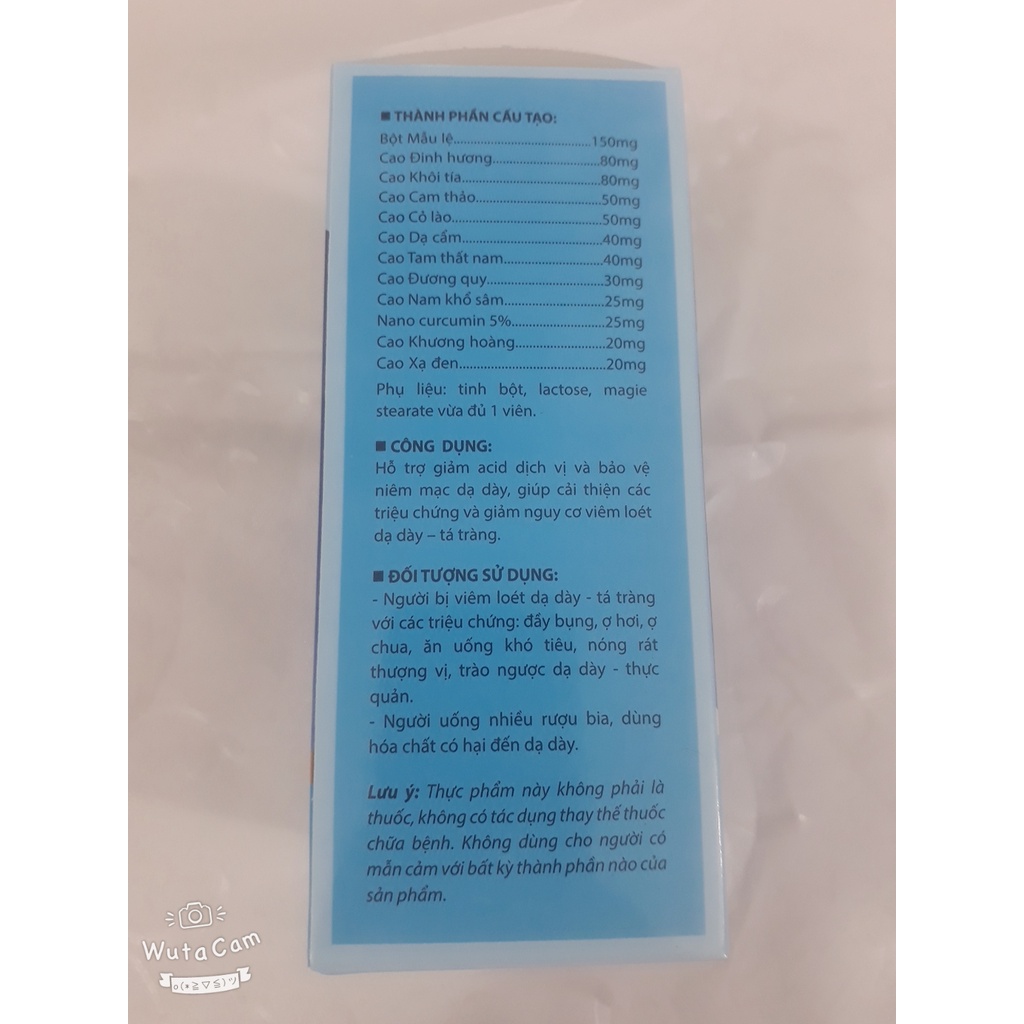 ■ THÀNH PHẦN CẤU TẠO:
Bột Mẫu lệ........................................150mg
Cao Đinh hương...............................80mg
Cao Khôi tía........................................80mg
Cao Cam thảo....................................50mg
Cao Cỏ lào...........................................50mg
Cao Dạ cẩm........................................40mg
Cao Tam thất nam............................40mg
Cao Đương quy.................................30mg
Cao Nam khổ sâm............................25mg
Nano curcumin 5%..........................25mg
Cao Khương hoàng.........................20mg
Cao Xạ đen.........................................20mg
Phụ liệu: tinh bột, lactose, magie
stearate vừa đủ 1 viên.
■ CÔNG DỤNG:
Hỗ trợ giảm acid dịch vị và bảo vệ
niêm mạc dạ dày, giúp cải thiện các
triệu chứng và giảm nguy cơ viêm loét
dạ dày – tá tràng.
■ ĐỐI TƯỢNG SỬ DỤNG:
- Người bị viêm loét dạ dày - tá tràng
với các triệu chứng: đầy bụng, ợ hơi, ợ
chua, ăn uống khó tiêu, nóng rát
thượng vị, trào ngược dạ dày - thực
quản.
- Người uống nhiều rượu bia, dùng
hóa chất có hại đến dạ dày.
Lưu ý: Thực phẩm này không phải là
thuốc, không có tác dụng thay thế thuốc
chữa bệnh. Không dùng cho người có
mẫn cảm với bất kỳ thành phần nào của
sản phẩm.
WutaCam